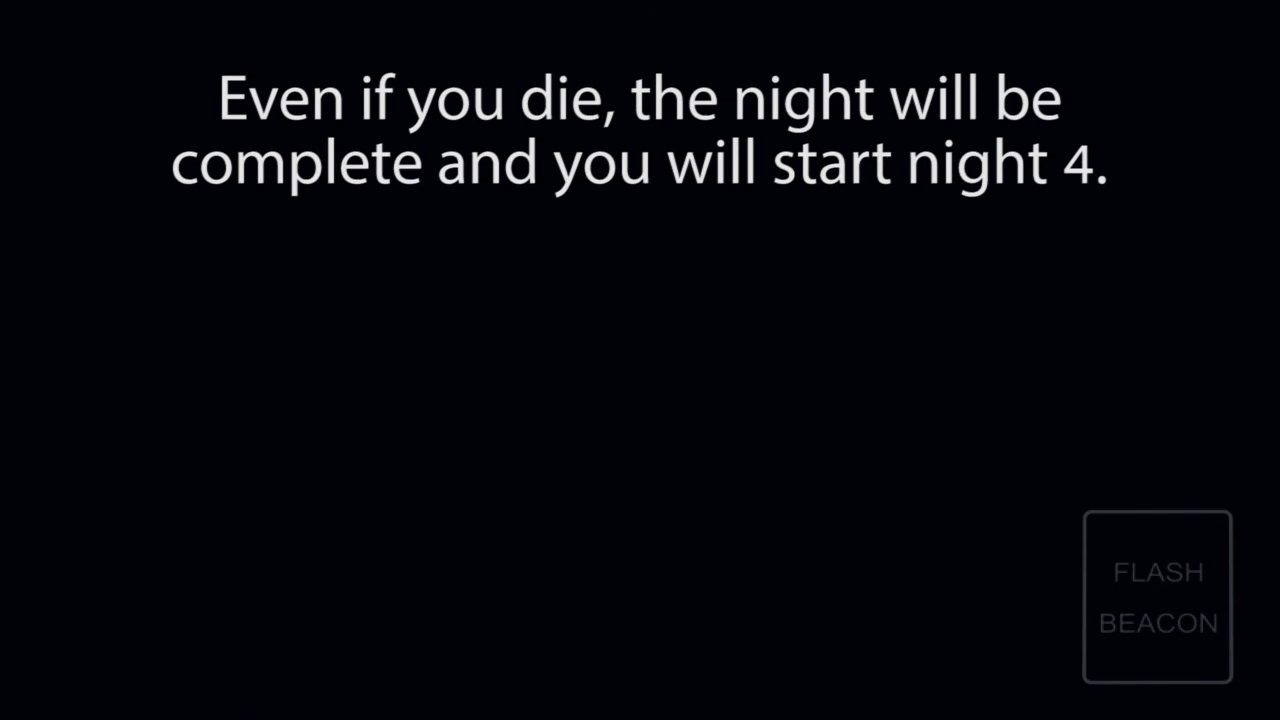 Even if you die, the night will be
complete and you will start night 4.
FLASH
BEACON